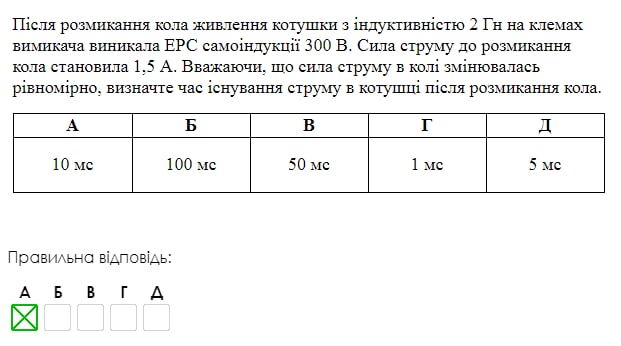 Після розмикання кола живлення котушки з індуктивністю 2 Гн на клемах
вимикача виникала ЕРС самоіндукції 300 В. Сила струму до розмикання
кола становила 1,5 А. Вважаючи, що сила струму в колі змінювалась
рівномірно, визначте час існування струму в котушці після розмикання кола.
А Б В Г Д
10 мс 100 мс 50 мс 1 мс 5 мс
Правильна відповідь:
А Б В Г Д